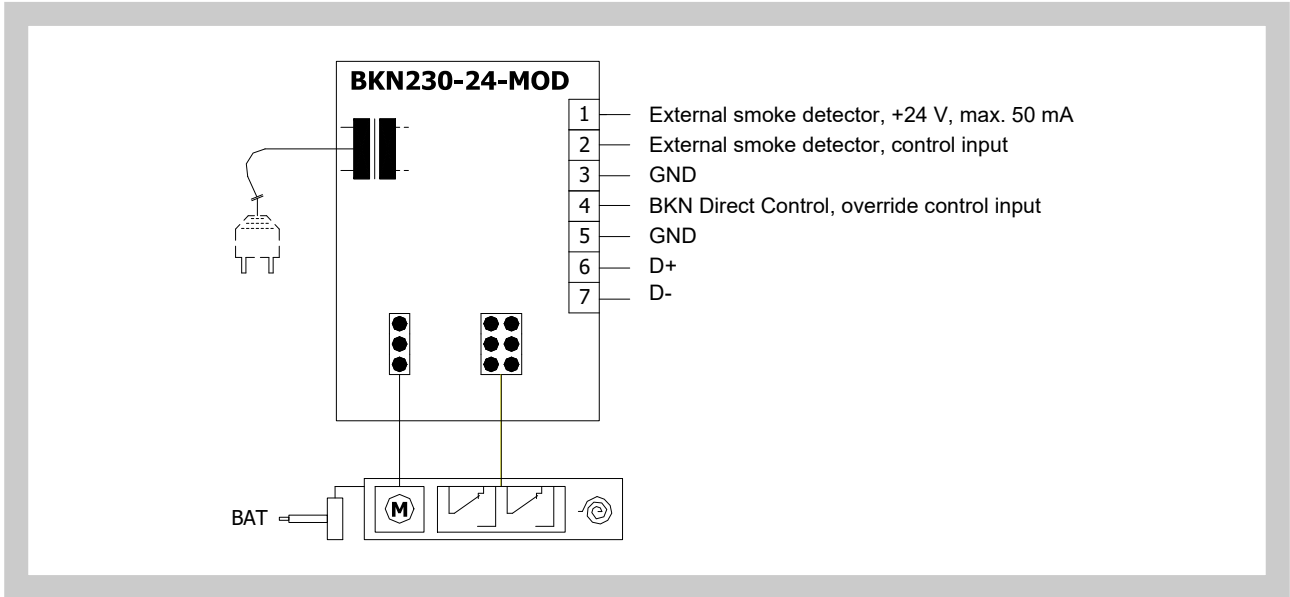 BKN230-24-MOD
1 External smoke detector, +24 V, max. 50 mA
2 External smoke detector, control input
3 GND
4 BKN Direct Control, override control input
5 GND
6 D+
7 D-
M
BAT